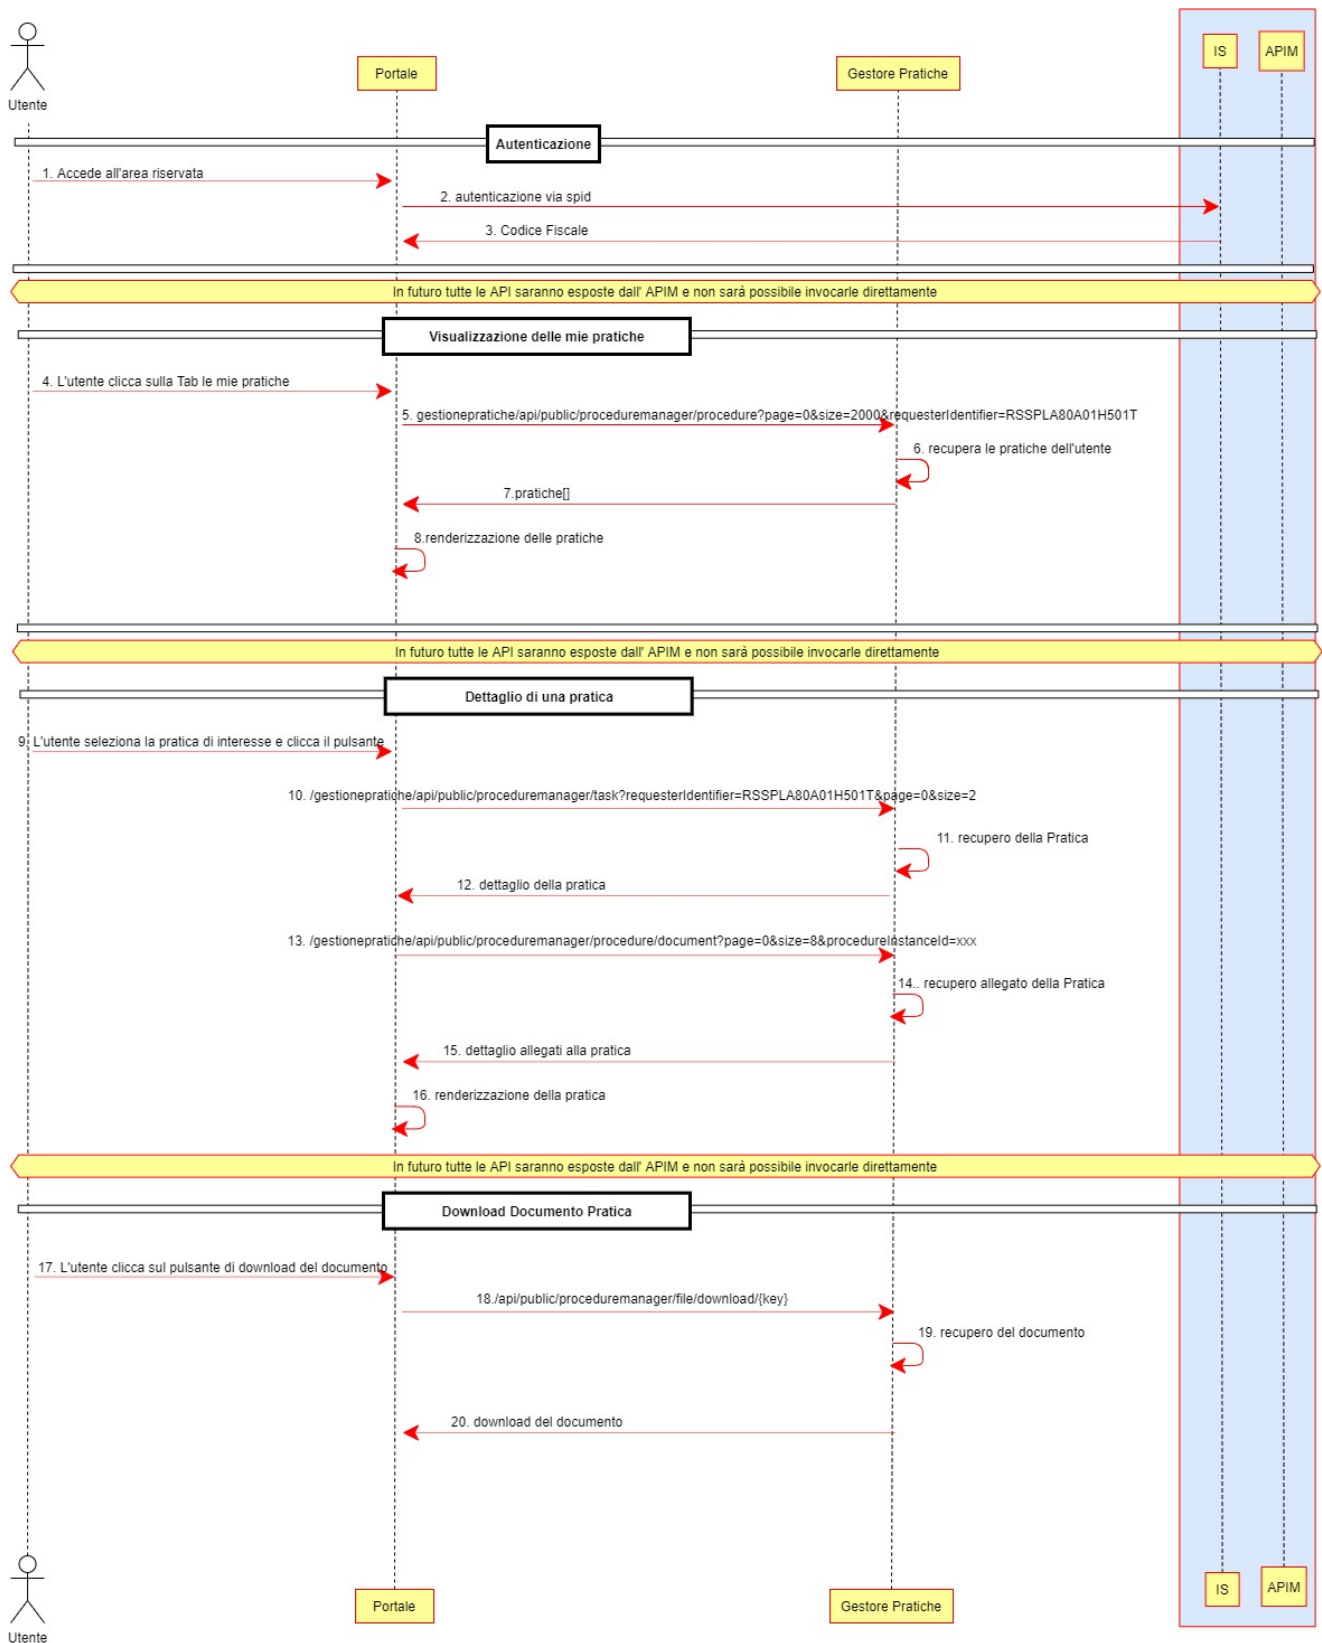 IS
APIM
Portale
Gestore Pratiche
Utente
Autenticazione
1. Accede all'area riservata
2. autenticazione via spid
3. Codice Fiscale
In futuro tutte le API saranno esposte dall' APIM e non sarà possibile invocarle direttamente
Visualizzazione delle mie pratiche
4. L'utente clicca sulla Tab le mie pratiche
5. gestionepratiche/api/public/proceduremanager/procedure?page=0&size=2000&requesterIdentifier=RSSPLA80A01H501T
6. recupera le pratiche dell'utente
7.pratiche[]
8.renderizzazione delle pratiche
In futuro tutte le API saranno esposte dall' APIM e non sarà possibile invocarle direttamente
Dettaglio di una pratica
9. L'utente seleziona la pratica di interesse e clicca il pulsante
10. /gestionepratiche/api/public/proceduremanager/task?requesterIdentifier=RSSPLA80A01H501T&page=0&size=2
11. recupero della Pratica
12. dettaglio della pratica
13. /gestionepratiche/api/public/proceduremanager/procedure/document?page=0&size=8&procedureInstanceId=xxx
14.. recupero allegato della Pratica
15. dettaglio allegati alla pratica
16. renderizzazione della pratica
In futuro tutte le API saranno esposte dall' APIM e non sarà possibile invocarle direttamente
Download Documento Pratica
17. L'utente clicca sul pulsante di download del documento
18./api/public/proceduremanager/file/download/{key}
19. recupero del documento
20. download del documento
IS
APIM
Portale
Gestore Pratiche
Utente